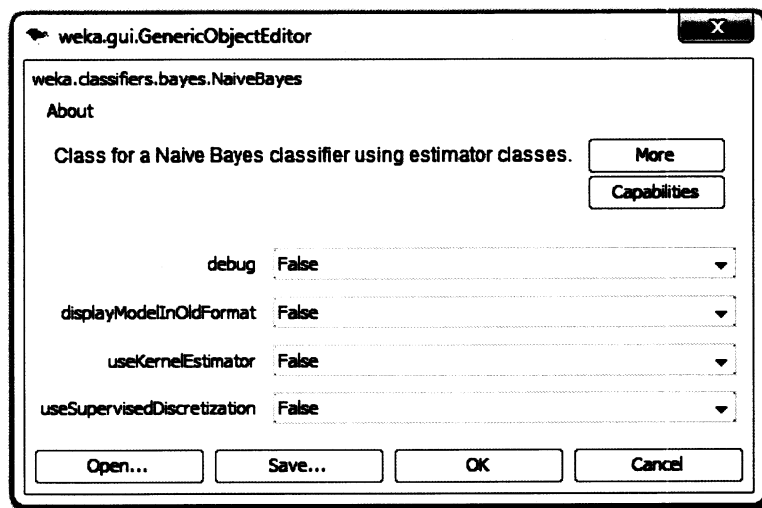 weka.gui.GenericObjectEditor
X
weka.classifiers.bayes.NaiveBayes
About
Class for a Naive Bayes classifier using estimator classes.
More
Capabilities
debug False
displayModelInOldFormat False
useKernelEstimator False
useSupervisedDiscretization False
Open... Save... OK Cancel